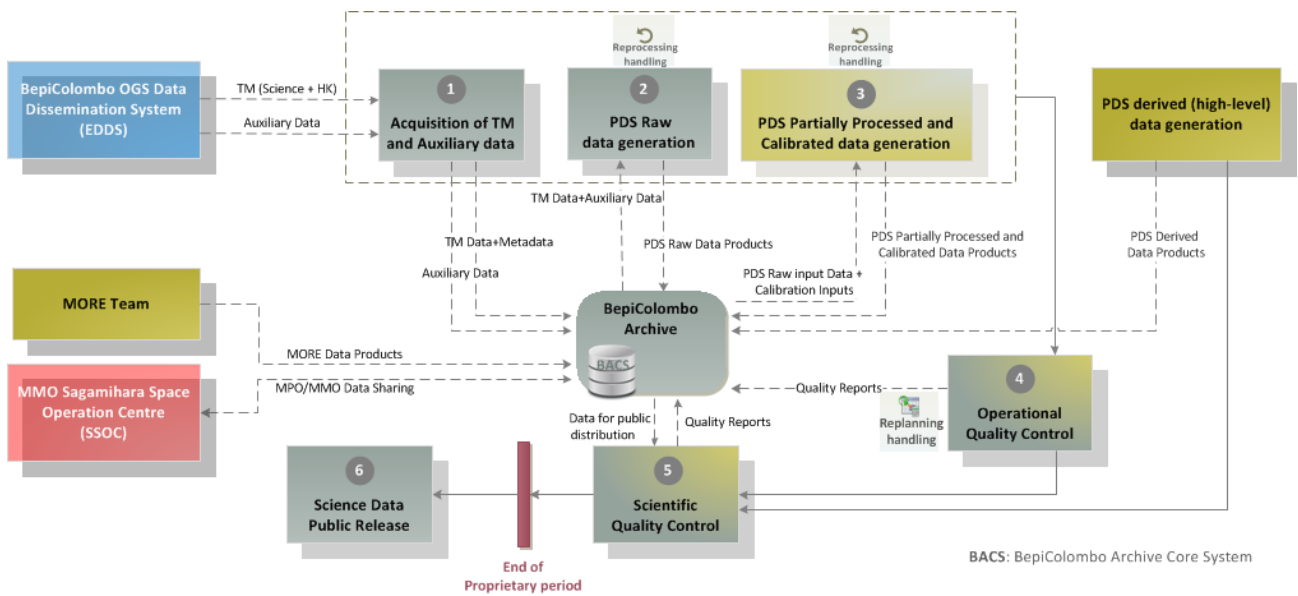 Reprocessing
handling
Reprocessing
handling
BepiColombo OGS Data
Dissemination System
(EDDS)
TM (Science + HK)
Auxiliary Data
1
Acquisition of TM
and Auxiliary data
2
PDS Raw
data generation
3
PDS Partially Processed and
Calibrated data generation
PDS derived (high-level)
data generation
TM Data+Auxiliary Data
TM Data+Metadata
Auxiliary Data
PDS Raw Data Products
PDS Raw input Data +
Calibration Inputs
PDS Partially Processed and
Calibrated Data Products
PDS Derived
Data Products
MORE Team
BepiColombo
Archive
BACS
MORE Data Products
MMO Sagamihara Space
Operation Centre
(SSOC)
MPO/MMO Data Sharing
Quality Reports
4
Operational
Quality Control
Replanning
handling
Data for public
distribution
Quality Reports
6
Science Data
Public Release
5
Scientific
Quality Control
End of
Proprietary period
BACS: BepiColombo Archive Core System